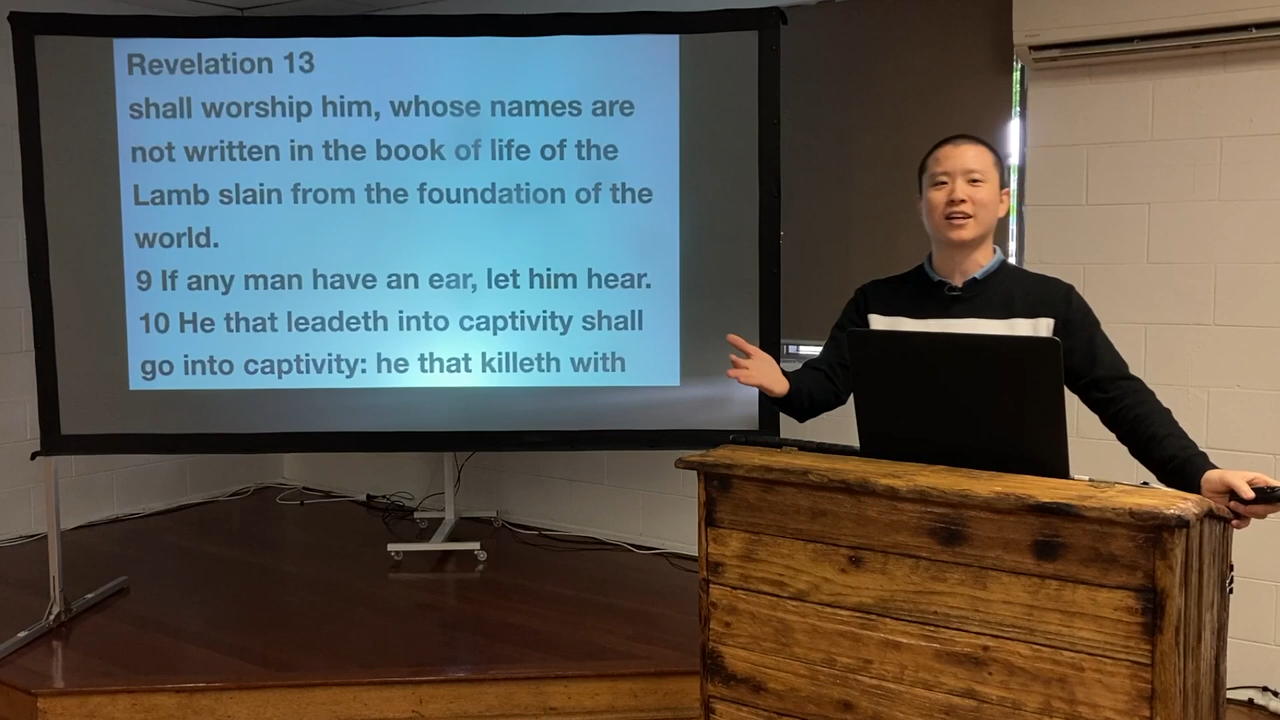 Revelation 13
shall worship him, whose names are
not written in the book of life of the
Lamb slain from the foundation of the
world.
9 If any man have an ear, let him hear.
10 He that leadeth into captivity shall
go into captivity: he that killeth with